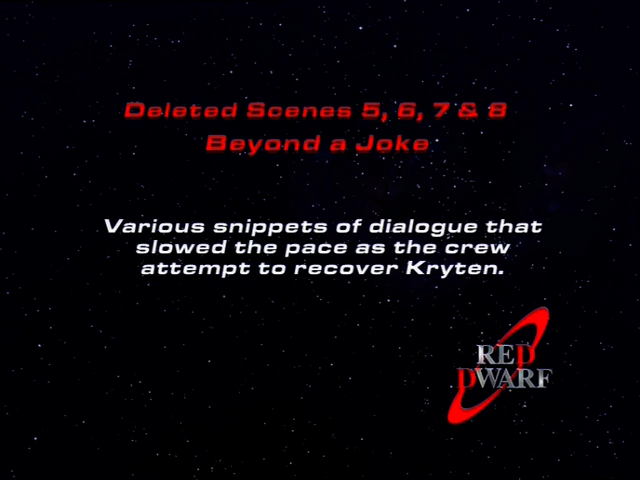 Deleted Scenes 5, 6, 7 & 8
Beyond a Joke
Various snippets of dialogue that
slowed the pace as the crew
attempt to recover Kryten.
RED
DWARF